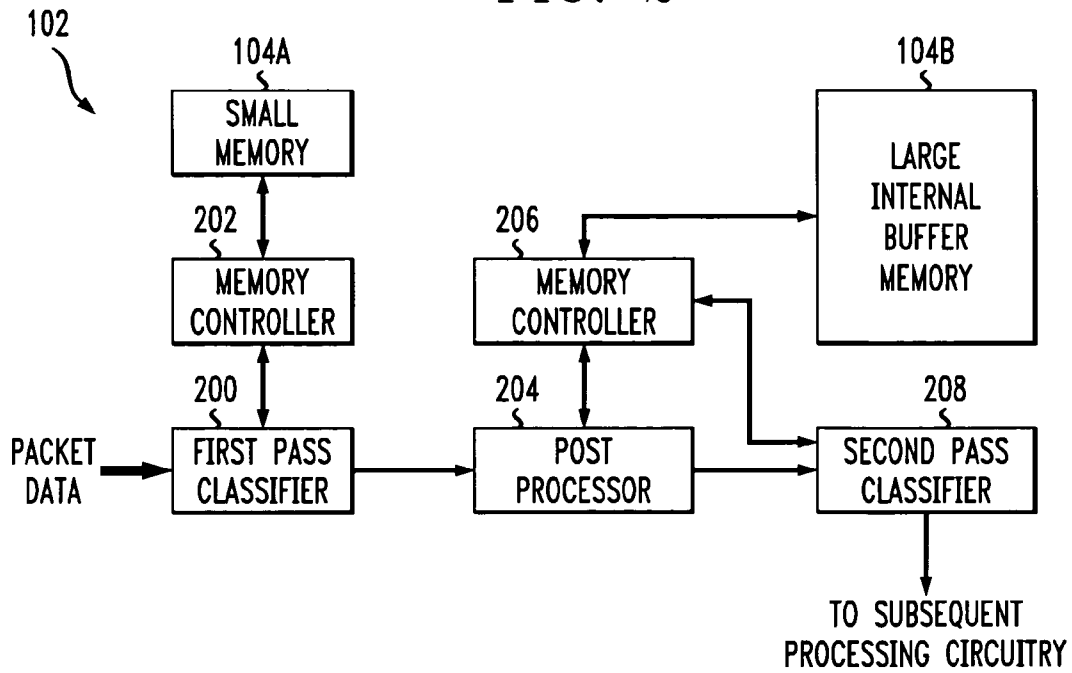 102
104A
SMALL
MEMORY
104B
LARGE
INTERNAL
BUFFER
MEMORY
202
MEMORY
CONTROLLER
206
MEMORY
CONTROLLER
200
FIRST PASS
CLASSIFIER
204
POST
PROCESSOR
208
SECOND PASS
CLASSIFIER
PACKET
DATA
TO SUBSEQUENT
PROCESSING CIRCUITRY